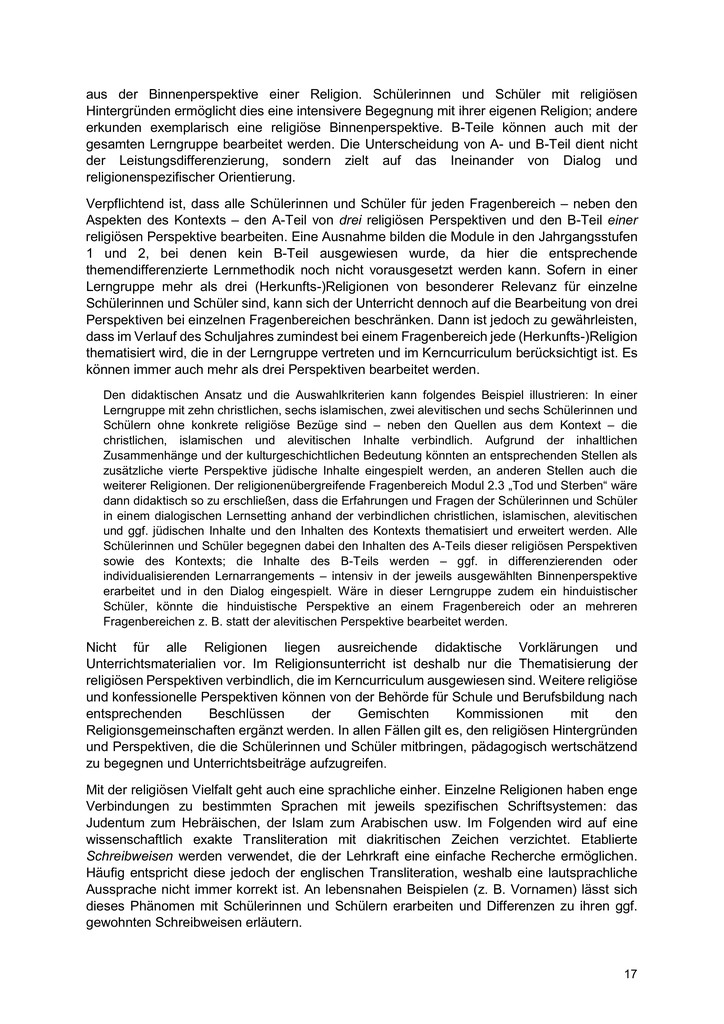 aus der Binnenperspektive einer Religion. Schülerinnen und Schüler mit religiösen
Hintergründen ermöglicht dies eine intensivere Begegnung mit ihrer eigenen Religion; andere
erkunden exemplarisch eine religiöse Binnenperspektive. B-Teile können auch mit der
gesamten Lerngruppe bearbeitet werden. Die Unterscheidung von A- und B-Teil dient nicht
der Leistungsdifferenzierung, sondern zielt auf das Ineinander von Dialog und
religionenspezifischer Orientierung.
Verpflichtend ist, dass alle Schülerinnen und Schüler für jeden Fragenbereich – neben den
Aspekten des Kontexts – den A-Teil von drei religiösen Perspektiven und den B-Teil einer
religiösen Perspektive bearbeiten. Eine Ausnahme bilden die Module in den Jahrgangsstufen
1 und 2, bei denen kein B-Teil ausgewiesen wurde, da hier die entsprechende
themendifferenzierte Lernmethodik noch nicht vorausgesetzt werden kann. Sofern in einer
Lerngruppe mehr als drei (Herkunfts-)Religionen von besonderer Relevanz für einzelne
Schülerinnen und Schüler sind, kann sich der Unterricht dennoch auf die Bearbeitung von drei
Perspektiven bei einzelnen Fragenbereichen beschränken. Dann ist jedoch zu gewährleisten,
dass im Verlauf des Schuljahres zumindest bei einem Fragenbereich jede (Herkunfts-)Religion
thematisiert wird, die in der Lerngruppe vertreten und im Kerncurriculum berücksichtigt ist. Es
können immer auch mehr als drei Perspektiven bearbeitet werden.
Den didaktischen Ansatz und die Auswahlkriterien kann folgendes Beispiel illustrieren: In einer
Lerngruppe mit zehn christlichen, sechs islamischen, zwei alevitischen und sechs Schülerinnen und
Schülern ohne konkrete religiöse Bezüge sind – neben den Quellen aus dem Kontext – die
christlichen, islamischen und alevitischen Inhalte verbindlich. Aufgrund der inhaltlichen
Zusammenhänge und der kulturgeschichtlichen Bedeutung könnten an entsprechenden Stellen als
zusätzliche vierte Perspektive jüdische Inhalte eingespielt werden, an anderen Stellen auch die
weiterer Religionen. Der religionenübergreifende Fragenbereich Modul 2.3 „Tod und Sterben“ wäre
dann didaktisch so zu erschließen, dass die Erfahrungen und Fragen der Schülerinnen und Schüler
in einem dialogischen Lernsetting anhand der verbindlichen christlichen, islamischen, alevitischen
und ggf. jüdischen Inhalte und den Inhalten des Kontexts thematisiert und erweitert werden. Alle
Schülerinnen und Schüler begegnen dabei den Inhalten des A-Teils dieser religiösen Perspektiven
sowie des Kontexts; die Inhalte des B-Teils werden – ggf. in differenzierenden oder
individualisierenden Lernarrangements – intensiv in der jeweils ausgewählten Binnenperspektive
erarbeitet und in den Dialog eingespielt. Wäre in dieser Lerngruppe zudem ein hinduistischer
Schüler, könnte die hinduistische Perspektive an einem Fragenbereich oder an mehreren
Fragenbereichen z. B. statt der alevitischen Perspektive bearbeitet werden.
Nicht für alle Religionen liegen ausreichende didaktische Vorklärungen und
Unterrichtsmaterialien vor. Im Religionsunterricht ist deshalb nur die Thematisierung der
religiösen Perspektiven verbindlich, die im Kerncurriculum ausgewiesen sind. Weitere religiöse
und konfessionelle Perspektiven können von der Behörde für Schule und Berufsbildung nach
entsprechenden Beschlüssen der Gemischten Kommissionen mit den
Religionsgemeinschaften ergänzt werden. In allen Fällen gilt es, den religiösen Hintergründen
und Perspektiven, die die Schülerinnen und Schüler mitbringen, pädagogisch wertschätzend
zu begegnen und Unterrichtsbeiträge aufzugreifen.
Mit der religiösen Vielfalt geht auch eine sprachliche einher. Einzelne Religionen haben enge
Verbindungen zu bestimmten Sprachen mit jeweils spezifischen Schriftsystemen: das
Judentum zum Hebräischen, der Islam zum Arabischen usw. Im Folgenden wird auf eine
wissenschaftlich exakte Transliteration mit diakritischen Zeichen verzichtet. Etablierte
Schreibweisen werden verwendet, die der Lehrkraft eine einfache Recherche ermöglichen.
Häufig entspricht diese jedoch der englischen Transliteration, weshalb eine lautsprachliche
Aussprache nicht immer korrekt ist. An lebensnahen Beispielen (z. B. Vornamen) lässt sich
dieses Phänomen mit Schülerinnen und Schülern erarbeiten und Differenzen zu ihren ggf.
gewohnten Schreibweisen erläutern.
17